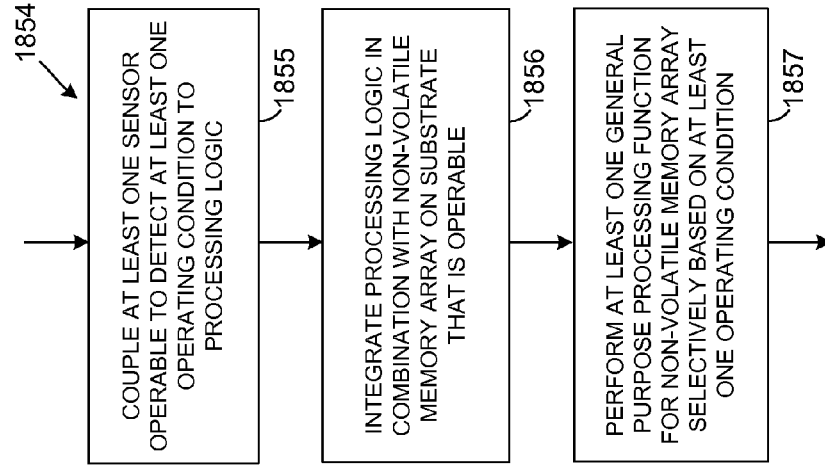 1854
COUPLE AT LEAST ONE SENSOR
OPERABLE TO DETECT AT LEAST ONE
OPERATING CONDITION TO
PROCESSING LOGIC
1855
INTEGRATE PROCESSING LOGIC IN
COMBINATION WITH NON-VOLATILE
MEMORY ARRAY ON SUBSTRATE
THAT IS OPERABLE
1856
PERFORM AT LEAST ONE GENERAL
PURPOSE PROCESSING FUNCTION
FOR NON-VOLATILE MEMORY ARRAY
SELECTIVELY BASED ON AT LEAST
ONE OPERATING CONDITION
1857